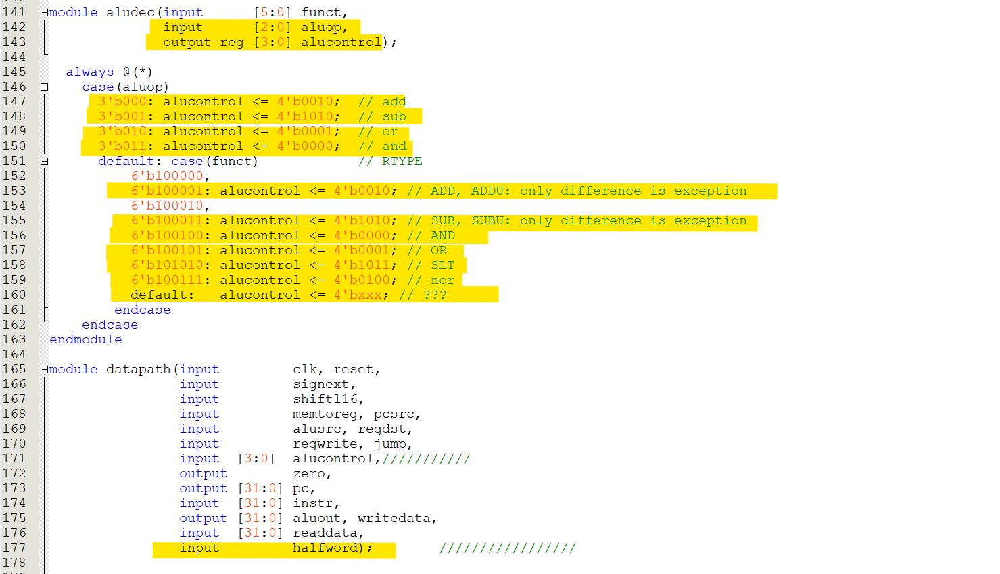 141 module aludec(input [5:0] funct,
142 input [2:0] aluop,
143 output reg [3:0] alucontrol);
144
145 always @(*)
146 case(aluop)
147 3'b000: alucontrol <= 4'b0010; // add
148 3'b001: alucontrol <= 4'b1010; // sub
149 3'b010: alucontrol <= 4'b0001; // or
150 3'b011: alucontrol <= 4'b0000; // and
151 default: case(funct) // RTYPE
152 6'b100000,
153 6'b100001: alucontrol <= 4'b0010; // ADD, ADDU: only difference is exception
154 6'b100010,
155 6'b100011: alucontrol <= 4'b1010; // SUB, SUBU: only difference is exception
156 6'b100100: alucontrol <= 4'b0000; // AND
157 6'b100101: alucontrol <= 4'b0001; // OR
158 6'b101010: alucontrol <= 4'b1011; // SLT
159 6'b100111: alucontrol <= 4'b0100; // nor
160 default: alucontrol <= 4'bxxx; // ???
161 endcase
162 endcase
163 endmodule
164
165 module datapath(input clk, reset,
166 input signext,
167 input shiftl16,
168 input memtoreg, pcsrc,
169 input alusrc, regdst,
170 input regwrite, jump,
171 input [3:0] alucontrol,///////////
172 output zero,
173 output [31:0] pc,
174 input [31:0] instr,
175 output [31:0] aluout, writedata,
176 input [31:0] readdata,
177 input halfword); /////////////////
178